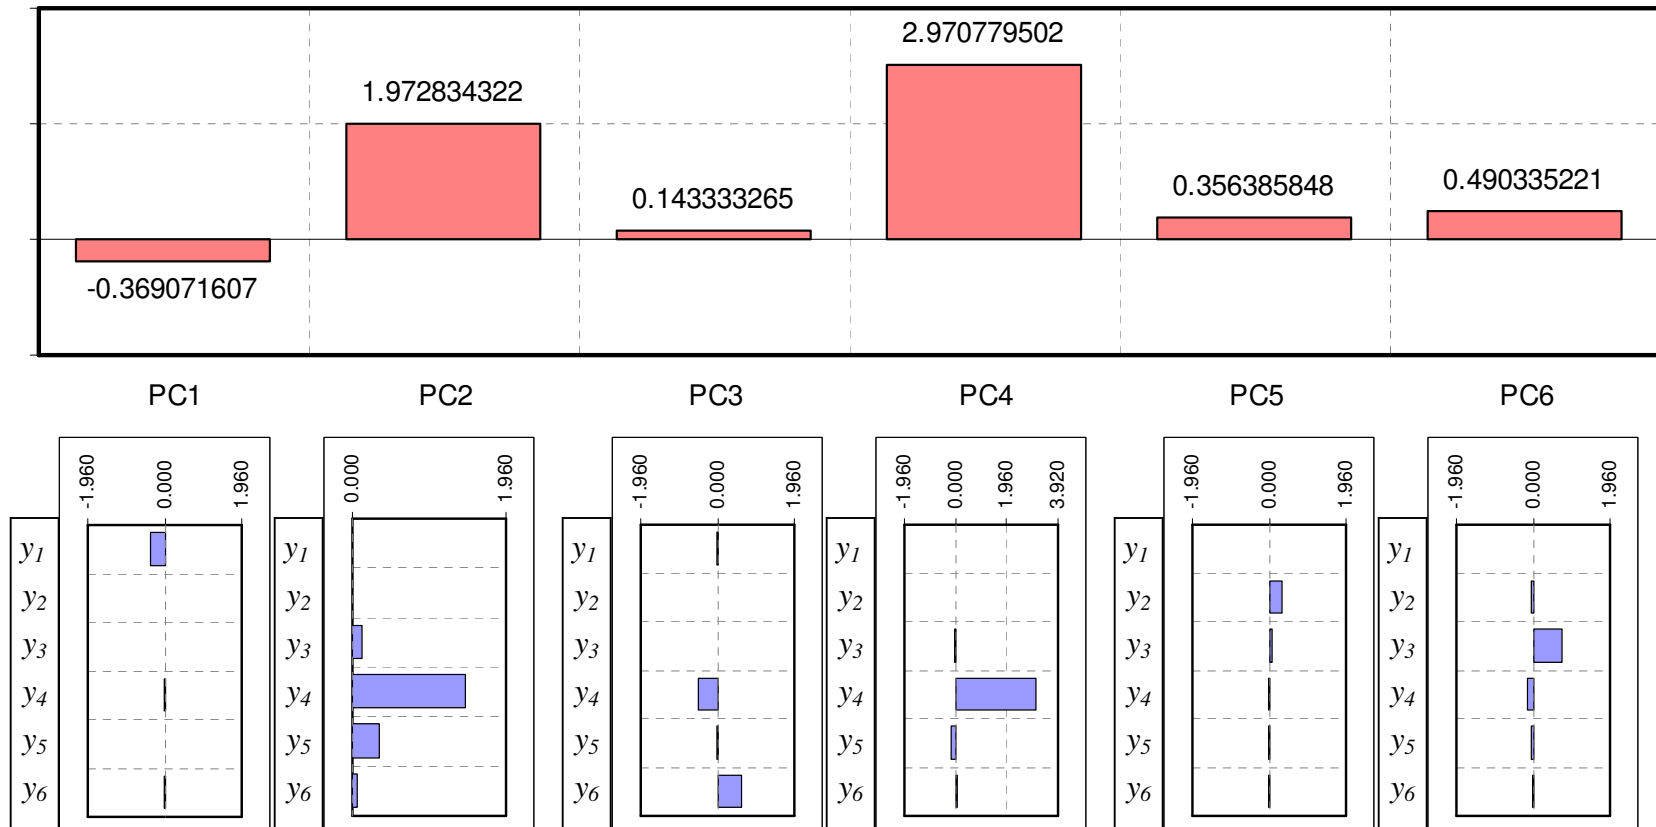 2.970779502
1.972834322
0.490335221
0.356385848
0.143333265
-0.369071607
PC1 PC2 PC3 PC4 PC5 PC6
-1.960 0.000 1.960
0.000 1.960
-1.960 0.000 1.960
-1.960 0.000 1.960 3.920
-1.960 0.000 1.960
-1.960 0.000 1.960
y1 y1 y1 y1 y1 y1
y2 y2 y2 y2 y2 y2
y3 y3 y3 y3 y3 y3
y4 y4 y4 y4 y4 y4
y5 y5 y5 y5 y5 y5
y6 y6 y6 y6 y6 y6